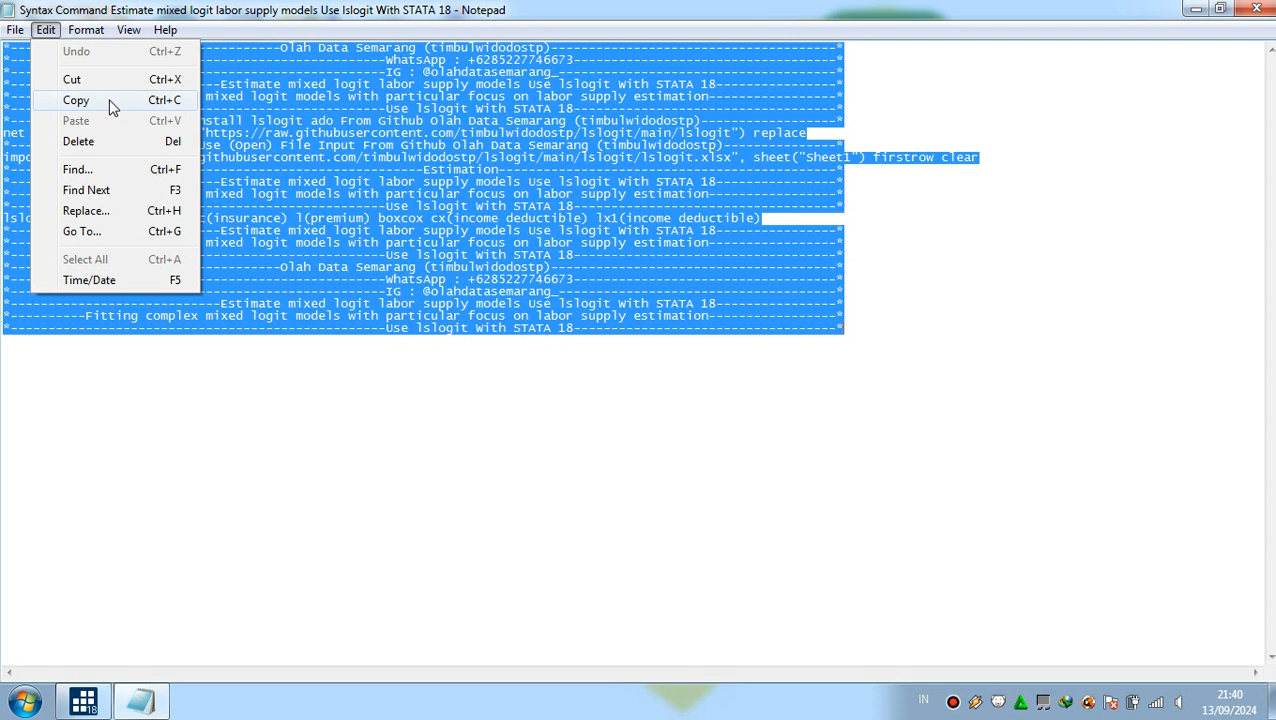 Syntax Command Estimate mixed logit labor supply models Use lslogit With STATA 18 - Notepad
File Edit Format View Help
Undo Ctrl+Z
Cut Ctrl+X
Copy Ctrl+C
Paste Ctrl+V
Delete Del
Find... Ctrl+F
Find Next F3
Replace... Ctrl+H
Go To... Ctrl+G
Select All Ctrl+A
Time/Date F5
*------------------------------------Olah Data Semarang (timbulwidodostp)--------------------------------------*
------------------------WhatsApp : +6285227746673-----------------------------------*
------------------------IG : @olahdatasemarang_-------------------------------------*
--Estimate mixed logit labor supply models Use lslogit With STATA 18----------------*
mixed logit models with particular focus on labor supply estimation-----------------*
------------------------Use lslogit With STATA 18-----------------------------------*
nstall lslogit ado From Github Olah Data Semarang (timbulwidodostp)------------------*
net "https://raw.githubusercontent.com/timbulwidodostp/lslogit/main/lslogit") replace
Use (Open) File Input From Github Olah Data Semarang (timbulwidodostp)---------------*
impo githubusercontent.com/timbulwidodostp/lslogit/main/lslogit/lslogit.xlsx", sheet("Sheet1") firstrow clear
-----------------------------Estimation-----------------------------------*
--Estimate mixed logit labor supply models Use lslogit With STATA 18----------------*
mixed logit models with particular focus on labor supply estimation-----------------*
------------------------Use lslogit With STATA 18-----------------------------------*
lslo c(insurance) l(premium) boxcox cx(income deductible) lx1(income deductible)
--Estimate mixed logit labor supply models Use lslogit With STATA 18----------------*
mixed logit models with particular focus on labor supply estimation-----------------*
------------------------Use lslogit With STATA 18-----------------------------------*
----------Olah Data Semarang (timbulwidodostp)--------------------------------------*
------------------------WhatsApp : +6285227746673-----------------------------------*
------------------------IG : @olahdatasemarang_-------------------------------------*
*----------------------------Estimate mixed logit labor supply models Use lslogit With STATA 18----------------*
*----------Fitting complex mixed logit models with particular focus on labor supply estimation-----------------*
*--------------------------------------------------Use lslogit With STATA 18-----------------------------------*
18
IN
21:40
13/09/2024